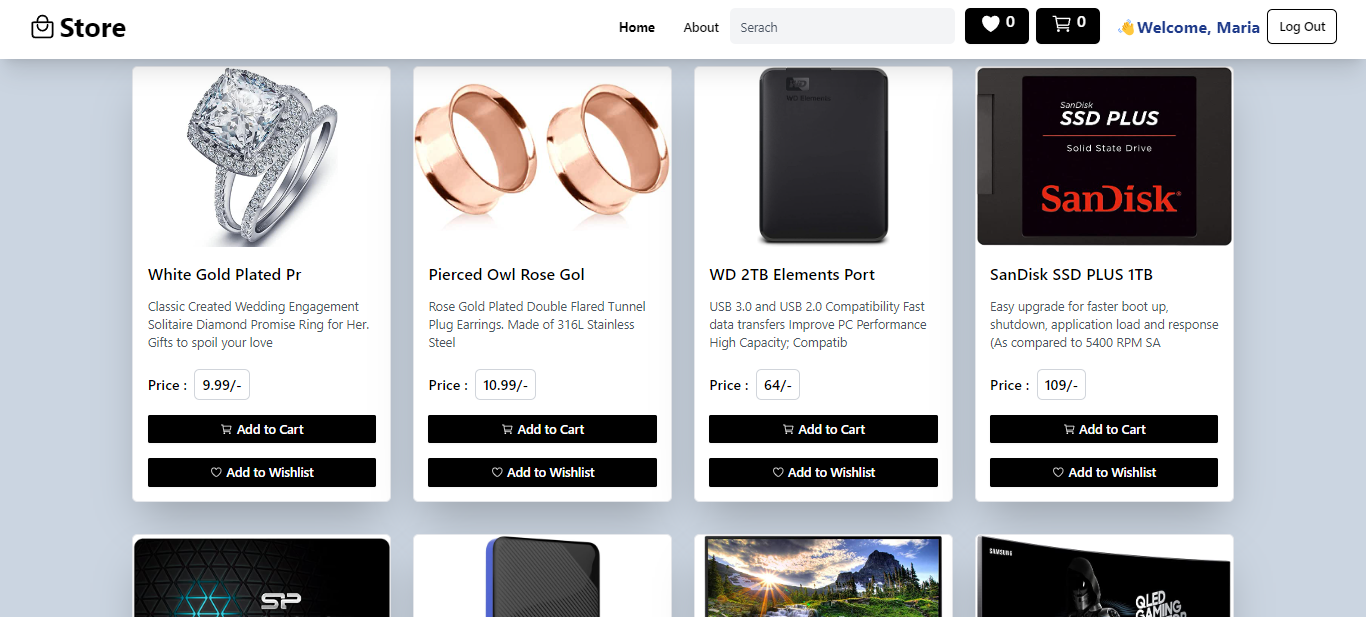 Store
Home
About
Serach
0
0
👋Welcome, Maria
Log Out
WD
WD Elements
SanDisk
SSD PLUS
Solid State Drive
SanDisk®
White Gold Plated Pr
Classic Created Wedding Engagement
Solitaire Diamond Promise Ring for Her.
Gifts to spoil your love
Price :
9.99/-
Add to Cart
Add to Wishlist
Pierced Owl Rose Gol
Rose Gold Plated Double Flared Tunnel
Plug Earrings. Made of 316L Stainless
Steel
Price :
10.99/-
Add to Cart
Add to Wishlist
WD 2TB Elements Port
USB 3.0 and USB 2.0 Compatibility Fast
data transfers Improve PC Performance
High Capacity; Compatib
Price :
64/-
Add to Cart
Add to Wishlist
SanDisk SSD PLUS 1TB
Easy upgrade for faster boot up,
shutdown, application load and response
(As compared to 5400 RPM SA
Price :
109/-
Add to Cart
Add to Wishlist
SP
SAMSUNG
QLED
GAMING